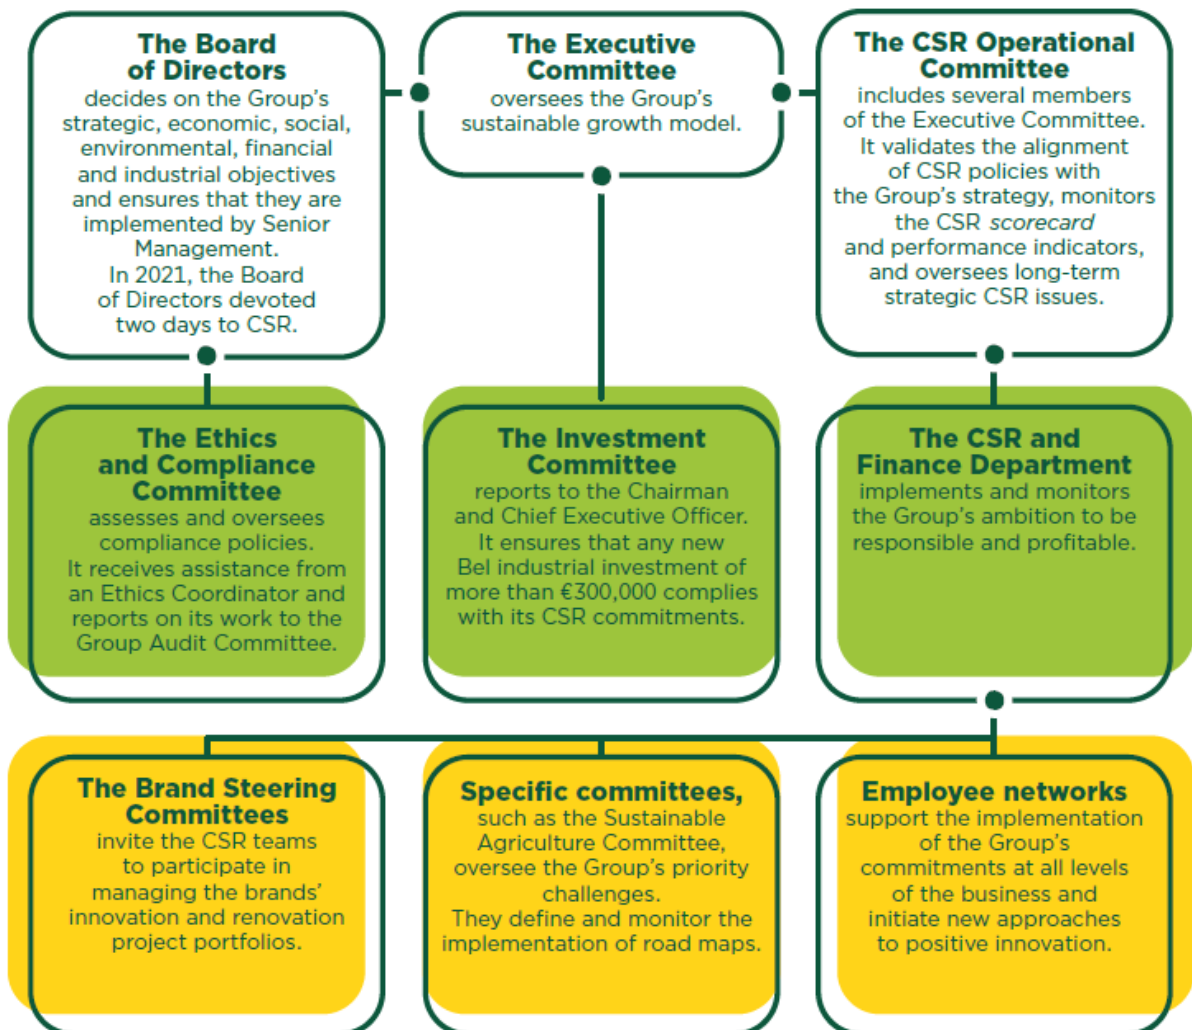 The Board
of Directors
decides on the Group's
strategic, economic, social,
environmental, financial
and industrial objectives
and ensures that they are
implemented by Senior
Management.
In 2021, the Board
of Directors devoted
two days to CSR.
The Executive
Committee
oversees the Group's
sustainable growth model.
The CSR Operational
Committee
includes several members
of the Executive Committee.
It validates the alignment
of CSR policies with
the Group's strategy, monitors
the CSR scorecard
and performance indicators,
and oversees long-term
strategic CSR issues.
The Ethics
and Compliance
Committee
assesses and oversees
compliance policies.
It receives assistance from
an Ethics Coordinator and
reports on its work to the
Group Audit Committee.
The Investment
Committee
reports to the Chairman
and Chief Executive Officer.
It ensures that any new
Bel industrial investment of
more than €300,000 complies
with its CSR commitments.
The CSR and
Finance Department
implements and monitors
the Group's ambition to be
responsible and profitable.
The Brand Steering
Committees
invite the CSR teams
to participate in
managing the brands'
innovation and renovation
project portfolios.
Specific committees,
such as the Sustainable
Agriculture Committee,
oversee the Group's priority
challenges.
They define and monitor the
implementation of road maps.
Employee networks
support the implementation
of the Group's
commitments at all levels
of the business and
initiate new approaches
to positive innovation.